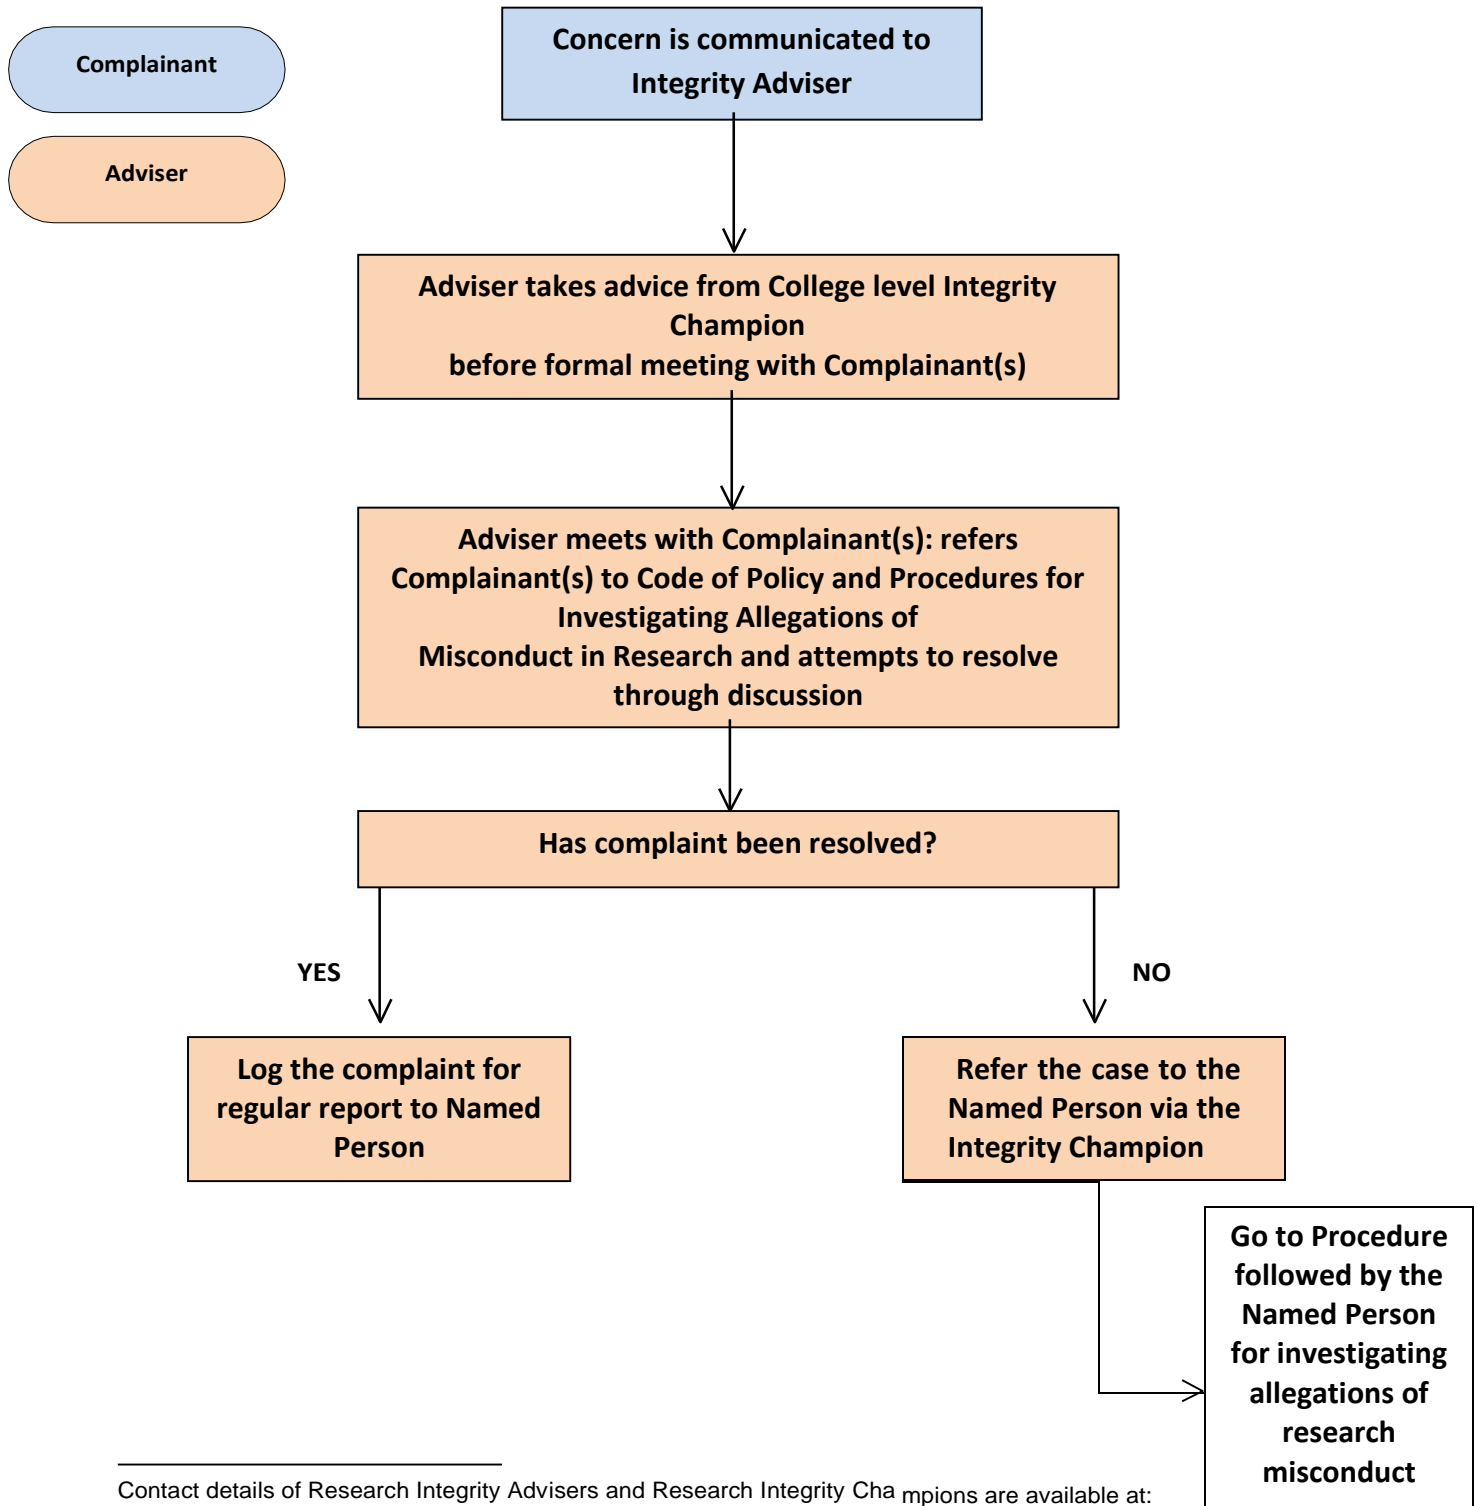 Complainant
Adviser
Concern is communicated to
Integrity Adviser
Adviser takes advice from College level Integrity
Champion
before formal meeting with Complainant(s)
Adviser meets with Complainant(s): refers
Complainant(s) to Code of Policy and Procedures for
Investigating Allegations of
Misconduct in Research and attempts to resolve
through discussion
Has complaint been resolved?
YES
NO
Log the complaint for
regular report to Named
Person
Refer the case to the
Named Person via the
Integrity Champion
Go to Procedure
followed by the
Named Person
for investigating
allegations of
research
misconduct
Contact details of Research Integrity Advisers and Research Integrity Cha mpions are available at: